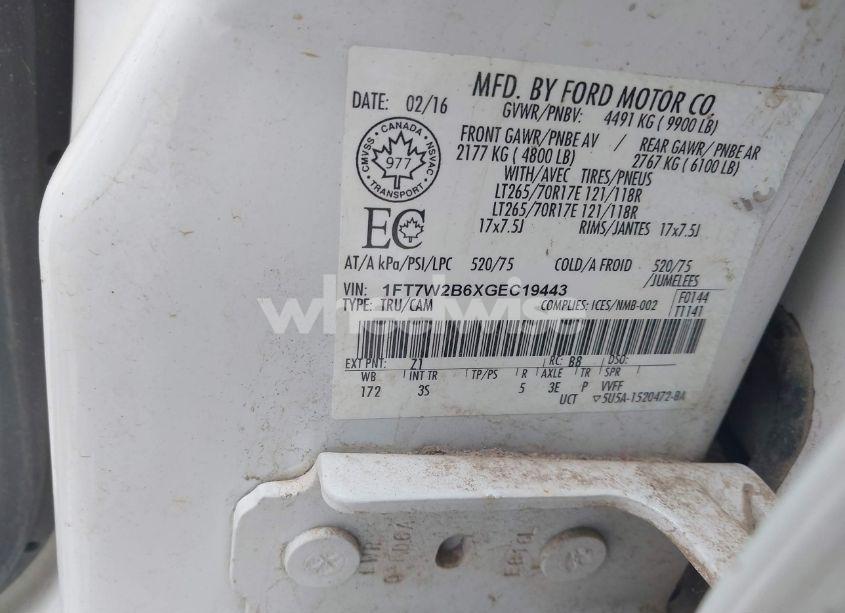 MFD. BY FORD MOTOR CO.
DATE: 02/16
GVWR/PNBV: 4491 KG ( 9900 LB)
FRONT GAWR/PNBE AV / REAR GAWR/ PNBE AR
2177 KG ( 4800 LB) 2767 KG ( 6100 LB)
WITH/AVEC TIRES/PNEUS
LT265/70R17E 121/118R
LT265/70R17E 121/118R
17x7.5J RIMS/JANTES 17x7.5J
CANADA
CMVSS NSVAC
977
TRANSPORT
EC
AT/A kPa/PSI/LPC 520/75 COLD/A FROID 520/75
/JUMELEES
VIN: 1FT7W2B6XGEC19443
TYPE: TRU/CAM COMPLIES: ICES/NMB-002
F0144
T1141
wheelwise
EXT PNT: Z1 RC: B8 DSO:
WB INT TR TP/PS R AXLE TR SPR
172 3S 5 3E P VVFF
UCT ▽5U5A-1520472-BA